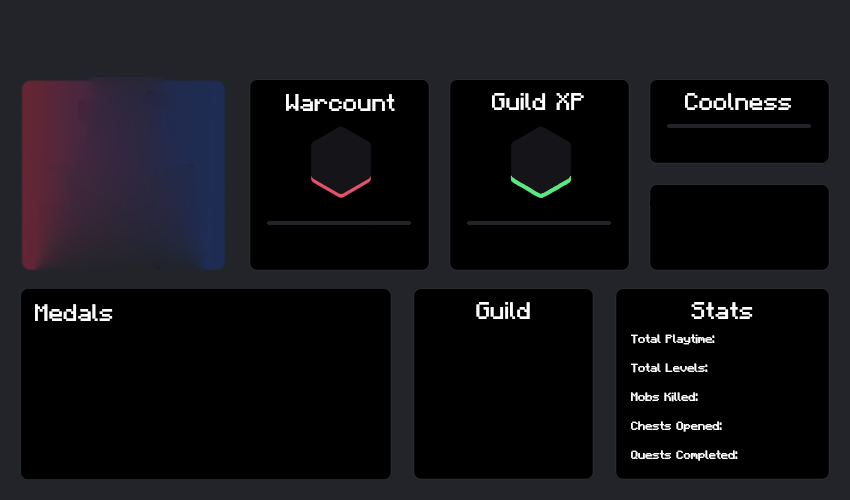 Warcount
Guild XP
Coolness
Medals
Guild
Stats
Total Playtime:
Total Levels:
Mobs Killed:
Chests Opened:
Quests Completed: